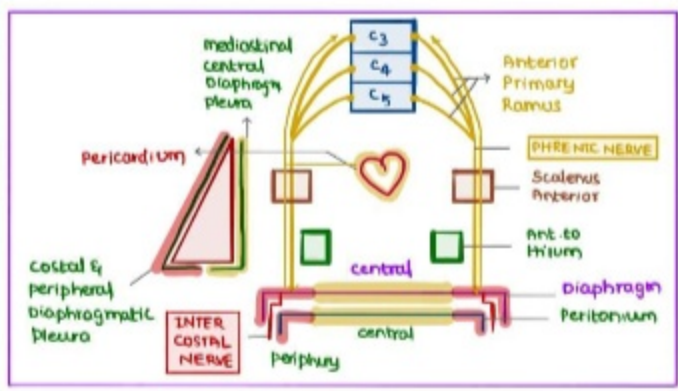 C3
C4
C5
mediastinal
central
Diaphragm
pleura
Anterior
Primary
Ramus
Pericardium
PHRENIC NERVE
Scalenus
Anterior
Ant. to
Hilum
central
costal &
peripheral
Diaphragmatic
pleura
Diaphragm
Peritonium
INTER
COSTAL
NERVE
central
periphery